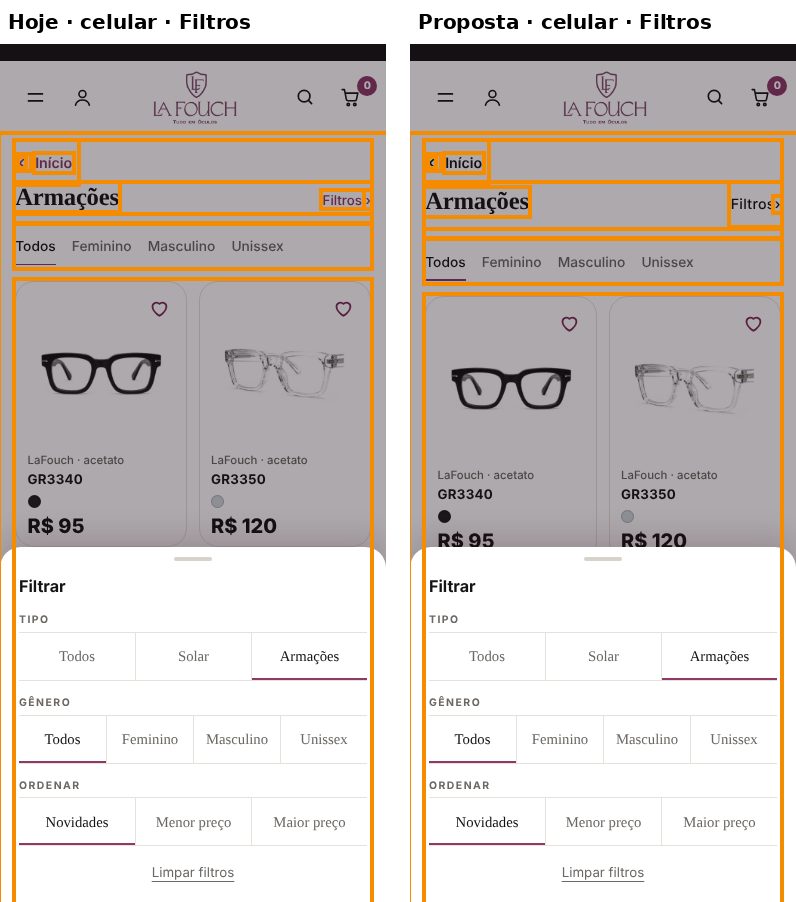 Hoje · celular · Filtros
0
LF
LA FOUCH
Tudo em Óculos
‹ Início
Armações
Filtros ›
Todos Feminino Masculino Unissex
LaFouch · acetato
GR3340
R$ 95
LaFouch · acetato
GR3350
R$ 120
Filtrar
TIPO
Todos Solar Armações
GÊNERO
Todos Feminino Masculino Unissex
ORDENAR
Novidades Menor preço Maior preço
Limpar filtros
Proposta · celular · Filtros
0
LF
LA FOUCH
Tudo em Óculos
‹ Início
Armações
Filtros ›
Todos Feminino Masculino Unissex
LaFouch · acetato
GR3340
R$ 95
LaFouch · acetato
GR3350
R$ 120
Filtrar
TIPO
Todos Solar Armações
GÊNERO
Todos Feminino Masculino Unissex
ORDENAR
Novidades Menor preço Maior preço
Limpar filtros